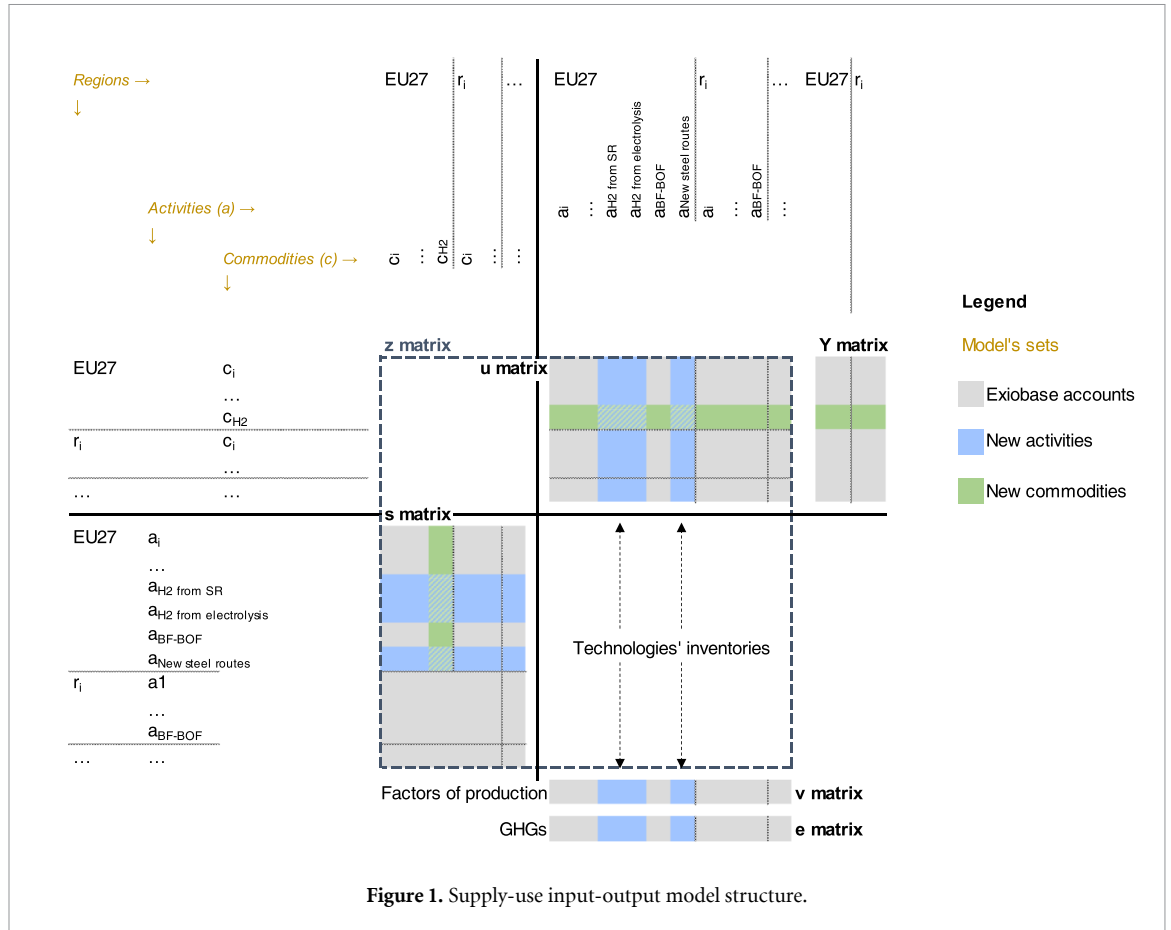 Regions →
↓
EU27 ri …
EU27 ri … EU27 ri
Activities (a) →
↓
ai … aH2 from SR aH2 from electrolysis aBF-BOF aNew steel routes ai … aBF-BOF …
Commodities (c) →
↓
ci … cH2 ci … …
Legend
Model's sets
Exiobase accounts
New activities
New commodities
z matrix
u matrix
Y matrix
EU27 ci
…
cH2
ri ci
…
… …
s matrix
EU27 ai
…
aH2 from SR
aH2 from electrolysis
aBF-BOF
aNew steel routes
ri a1
…
aBF-BOF
… …
Technologies' inventories
Factors of production v matrix
GHGs e matrix
Figure 1. Supply-use input-output model structure.